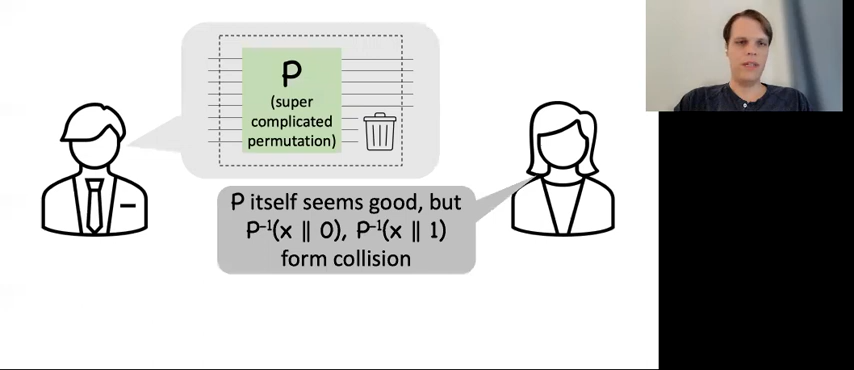 P
(super
complicated
permutation)
P itself seems good, but
P⁻¹(x ‖ 0), P⁻¹(x ‖ 1)
form collision